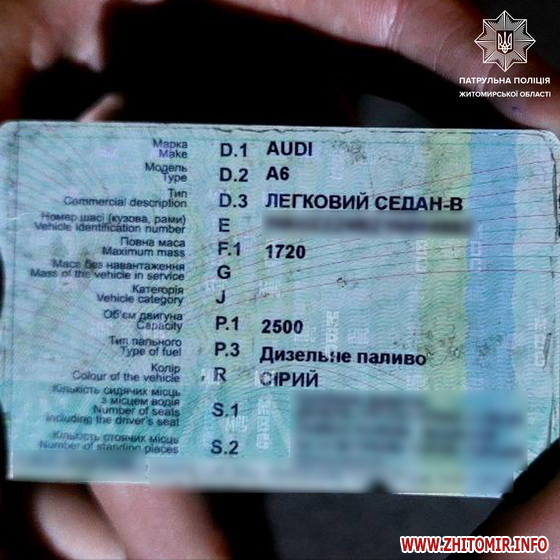 ПАТРУЛЬНА ПОЛІЦІЯ
ЖИТОМИРСЬКОЇ ОБЛАСТІ
Марка
Make D.1 AUDI
Модель
Type D.2 A6
Тип
Commercial description D.3 ЛЕГКОВИЙ СЕДАН-В
Номер шасі (кузова, рами)
Vehicle identification number E
Повна маса
Maximum mass F.1 1720
Маса без навантаження
Mass of the vehicle in service G
Категорія
Vehicle category J
Об'єм двигуна
Capacity P.1 2500
Тип пального
Type of fuel P.3 Дизельне паливо
Колір
Colour of the vehicle R СІРИЙ
Кількість сидячих місць
з місцем водія
Number of seats S.1
including the driver's seat
Кількість стоячих місць
Number of standing places S.2
WWW.ZHITOMIR.INFO